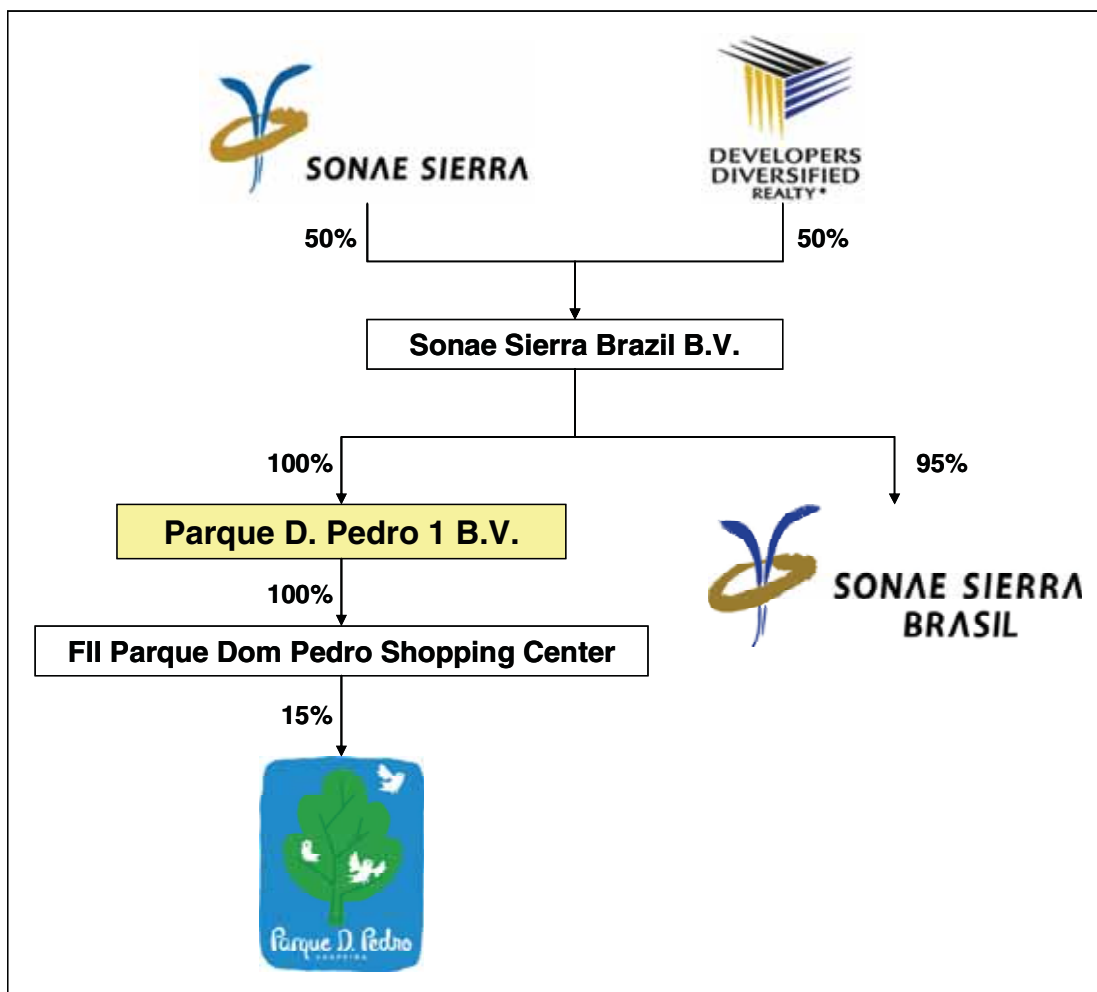 SONAE SIERRA
DEVELOPERS
DIVERSIFIED
REALTY
50%
50%
Sonae Sierra Brazil B.V.
100%
95%
Parque D. Pedro 1 B.V.
100%
SONAE SIERRA
BRASIL
FII Parque Dom Pedro Shopping Center
15%
Parque D. Pedro
SHOPPING